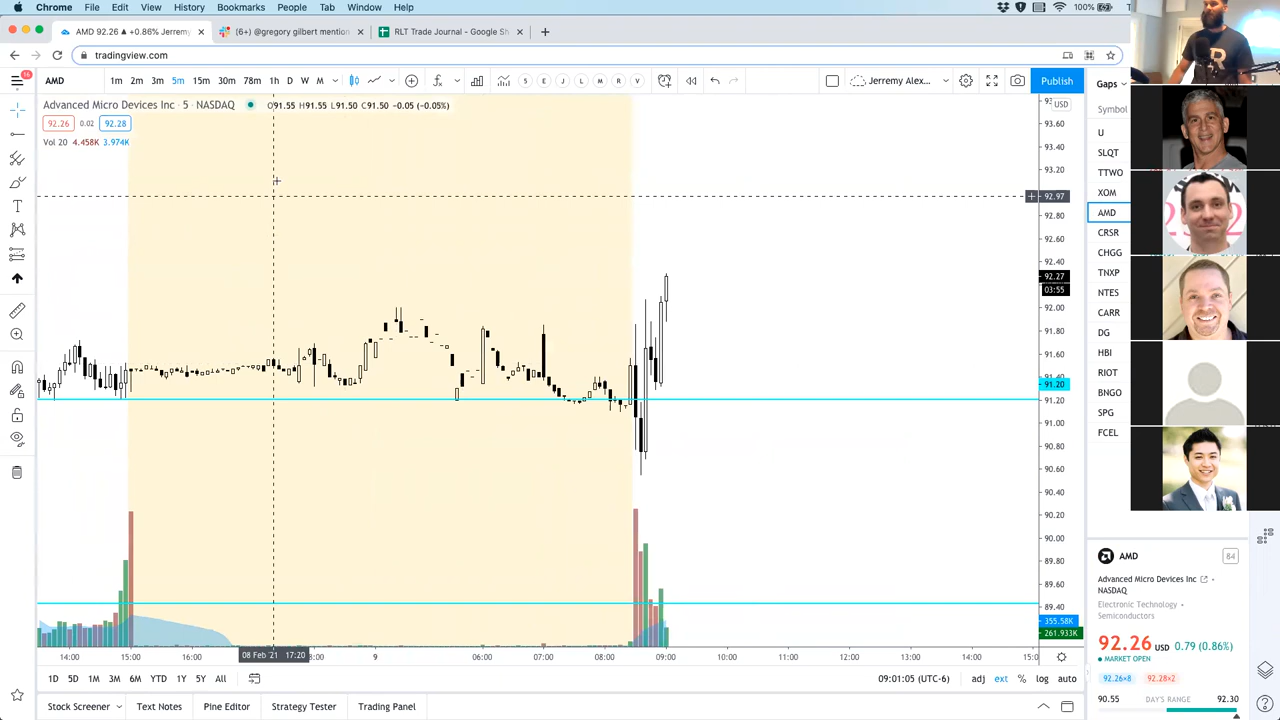 Chrome File Edit View History Bookmarks People Tab Window Help 100%
AMD 92.26 ▲ +0.86% Jerremy × (6+) @gregory gilbert mention × RLT Trade Journal - Google Sh × +
tradingview.com
AMD 1m 2m 3m 5m 15m 30m 78m 1h D W M 5 E J L M R V Jerremy Alex... Publish Gaps
Advanced Micro Devices Inc · 5 · NASDAQ O91.55 H91.55 L91.50 C91.50 -0.05 (-0.05%)
USD
Symbol
92.26 0.02 92.28
Vol 20 4.458K 3.974K
93.60
93.40
93.20
92.97
92.80
92.60
92.40
92.27
03:55
92.00
91.80
91.60
91.40
91.20
91.20
91.00
90.80
90.60
90.40
90.20
90.00
89.80
89.60
89.40
355.58K
261.933K
U
SLQT
TTWO
XOM
AMD
CRSR
CHGG
TNXP
NTES
CARR
DG
HBI
RIOT
BNGO
SPG
FCEL
14:00 15:00 16:00 08 Feb '21 17:20 8:00 9 06:00 07:00 08:00 09:00 10:00 11:00 12:00 13:00 14:00 15:
1D 5D 1M 3M 6M YTD 1Y 5Y All 09:01:05 (UTC-6) adj ext % log auto
Stock Screener Text Notes Pine Editor Strategy Tester Trading Panel
AMD 84
Advanced Micro Devices Inc •
NASDAQ
Electronic Technology •
Semiconductors
92.26 USD 0.79 (0.86%)
MARKET OPEN
92.26×8 92.28×2
90.55 DAY'S RANGE 92.30